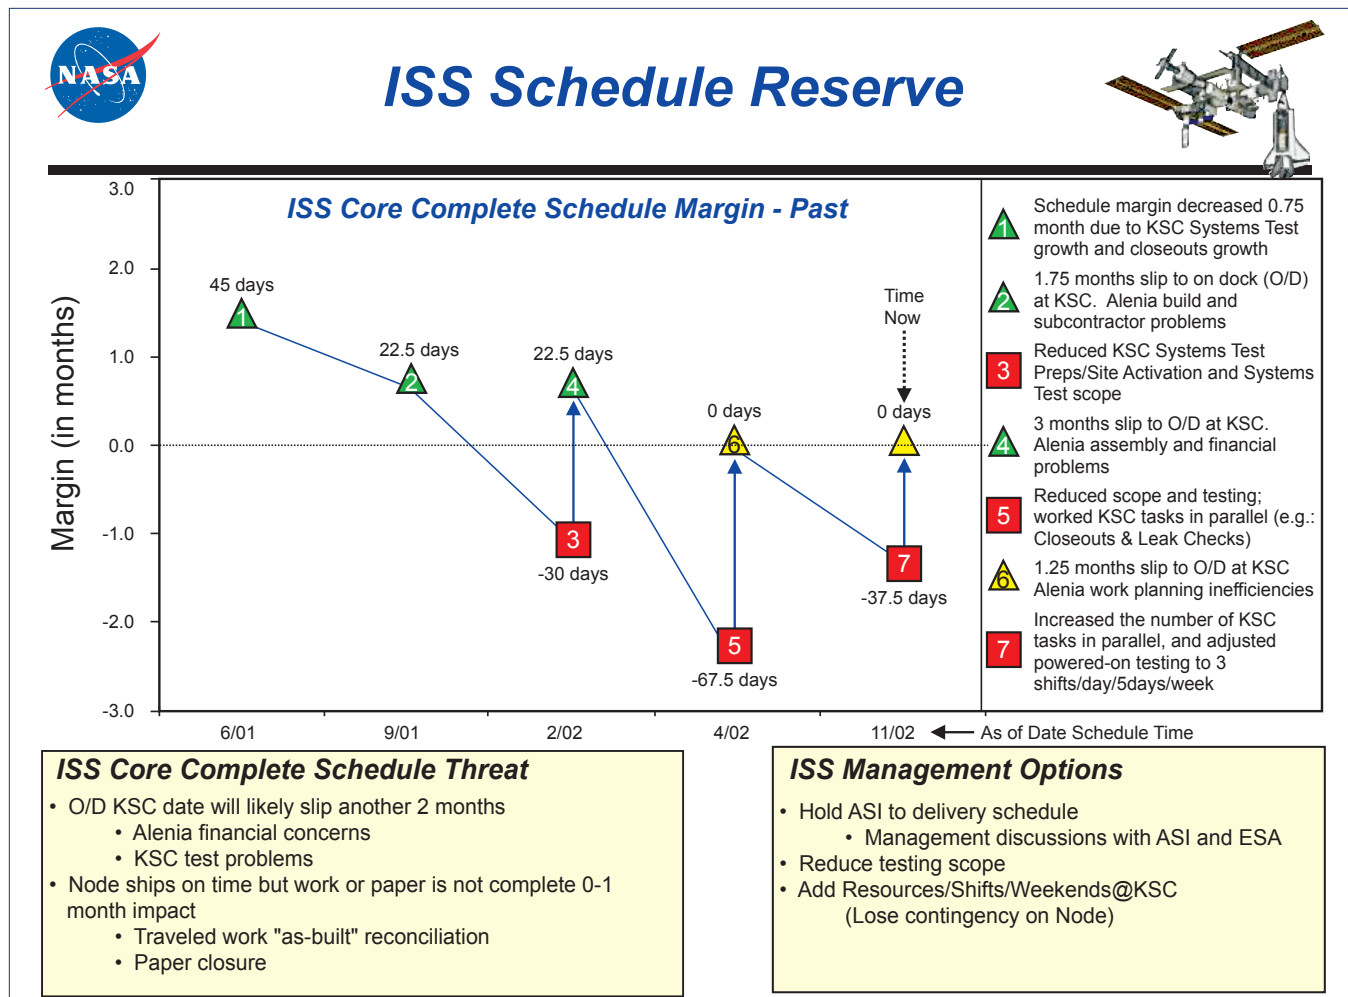 NASA
ISS Schedule Reserve
ISS Core Complete Schedule Margin - Past
Margin (in months)
3.0
2.0
1.0
0.0
-1.0
-2.0
-3.0
45 days
1
22.5 days
2
22.5 days
4
3
-30 days
0 days
6
5
-67.5 days
Time
Now
0 days
7
-37.5 days
6/01
9/01
2/02
4/02
11/02
As of Date Schedule Time
1
Schedule margin decreased 0.75
month due to KSC Systems Test
growth and closeouts growth
2
1.75 months slip to on dock (O/D)
at KSC. Alenia build and
subcontractor problems
3
Reduced KSC Systems Test
Preps/Site Activation and Systems
Test scope
4
3 months slip to O/D at KSC.
Alenia assembly and financial
problems
5
Reduced scope and testing;
worked KSC tasks in parallel (e.g.:
Closeouts & Leak Checks)
6
1.25 months slip to O/D at KSC
Alenia work planning inefficiencies
7
Increased the number of KSC
tasks in parallel, and adjusted
powered-on testing to 3
shifts/day/5days/week
ISS Core Complete Schedule Threat
• O/D KSC date will likely slip another 2 months
• Alenia financial concerns
• KSC test problems
• Node ships on time but work or paper is not complete 0-1
month impact
• Traveled work "as-built" reconciliation
• Paper closure
ISS Management Options
• Hold ASI to delivery schedule
• Management discussions with ASI and ESA
• Reduce testing scope
• Add Resources/Shifts/Weekends@KSC
(Lose contingency on Node)